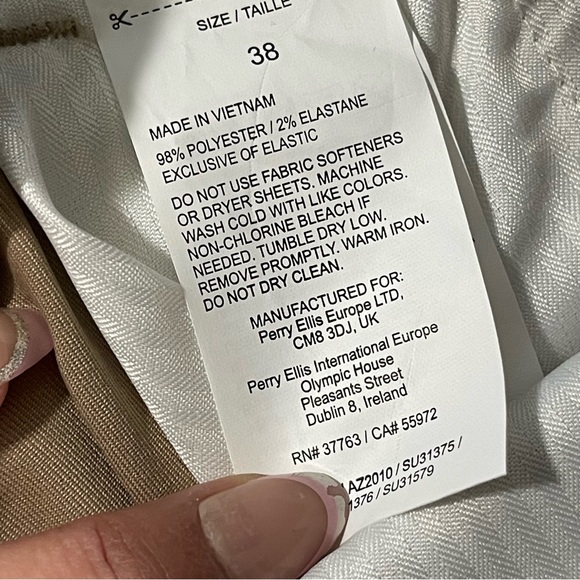 SIZE / TAILLE
38
MADE IN VIETNAM
98% POLYESTER / 2% ELASTANE
EXCLUSIVE OF ELASTIC
DO NOT USE FABRIC SOFTENERS
OR DRYER SHEETS. MACHINE
WASH COLD WITH LIKE COLORS.
NON-CHLORINE BLEACH IF
NEEDED. TUMBLE DRY LOW.
REMOVE PROMPTLY. WARM IRON.
DO NOT DRY CLEAN.
MANUFACTURED FOR:
Perry Ellis Europe LTD,
CM8 3DJ, UK
Perry Ellis International Europe
Olympic House
Pleasants Street
Dublin 8, Ireland
RN# 37763 / CA# 55972
AZ2010 / SU31375 /
1376 / SU31579